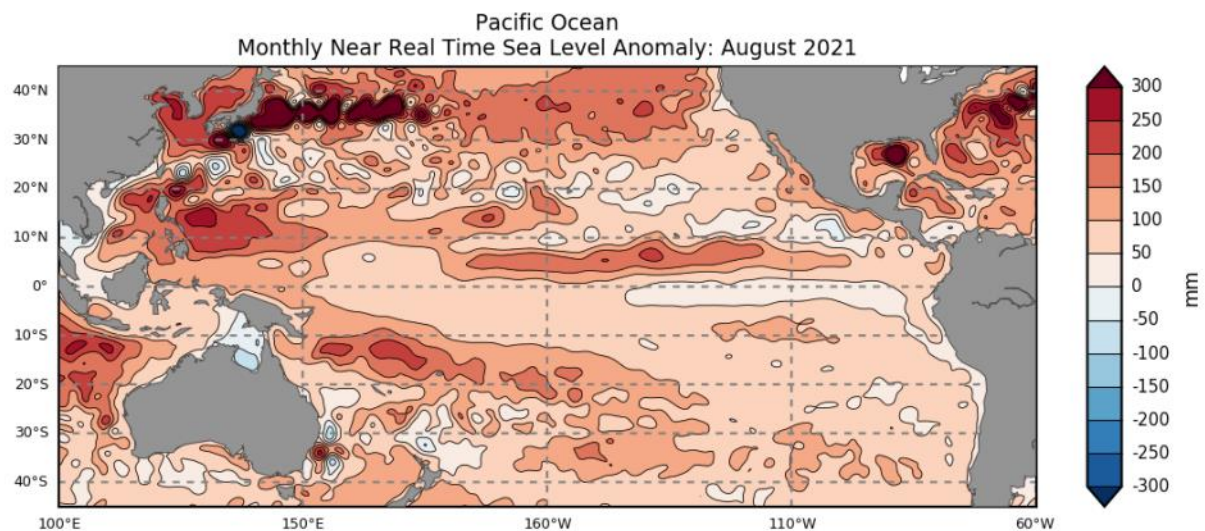 Pacific Ocean
Monthly Near Real Time Sea Level Anomaly: August 2021
40°N
30°N
20°N
10°N
0°
10°S
20°S
30°S
40°S
100°E
150°E
160°W
110°W
60°W
300
250
200
150
100
50
0
-50
-100
-150
-200
-250
-300
mm